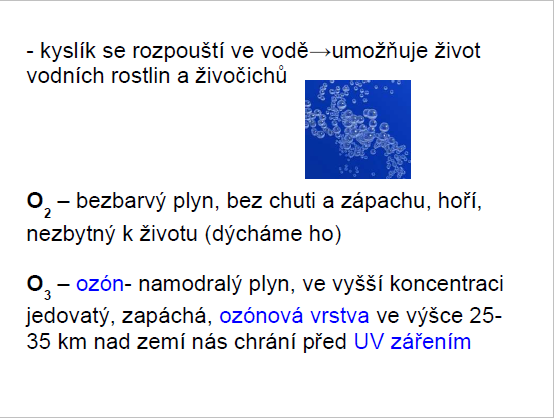 - kyslík se rozpouští ve vodě→umožňuje život
vodních rostlin a živočichů
O2 – bezbarvý plyn, bez chuti a zápachu, hoří,
nezbytný k životu (dýcháme ho)
O3 – ozón- namodralý plyn, ve vyšší koncentraci
jedovatý, zapáchá, ozónová vrstva ve výšce 25-
35 km nad zemí nás chrání před UV zářením